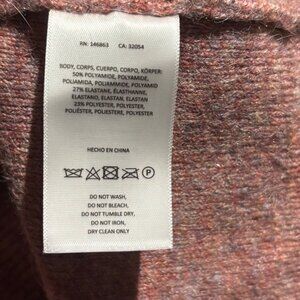 RN: 146863 CA: 32054
BODY, CORPS, CUERPO, CORPO, KÖRPER:
50% POLYAMIDE, POLYAMIDE,
POLIAMIDA, POLIAMMIDE, POLYAMID
27% ELASTANE, ÉLASTHANNE,
ELASTANO, ELASTAN, ELASTAN
23% POLYESTER, POLYESTER,
POLIÉSTER, POLIESTERE, POLYESTER
HECHO EN CHINA
P
DO NOT WASH,
DO NOT BLEACH,
DO NOT TUMBLE DRY,
DO NOT IRON,
DRY CLEAN ONLY